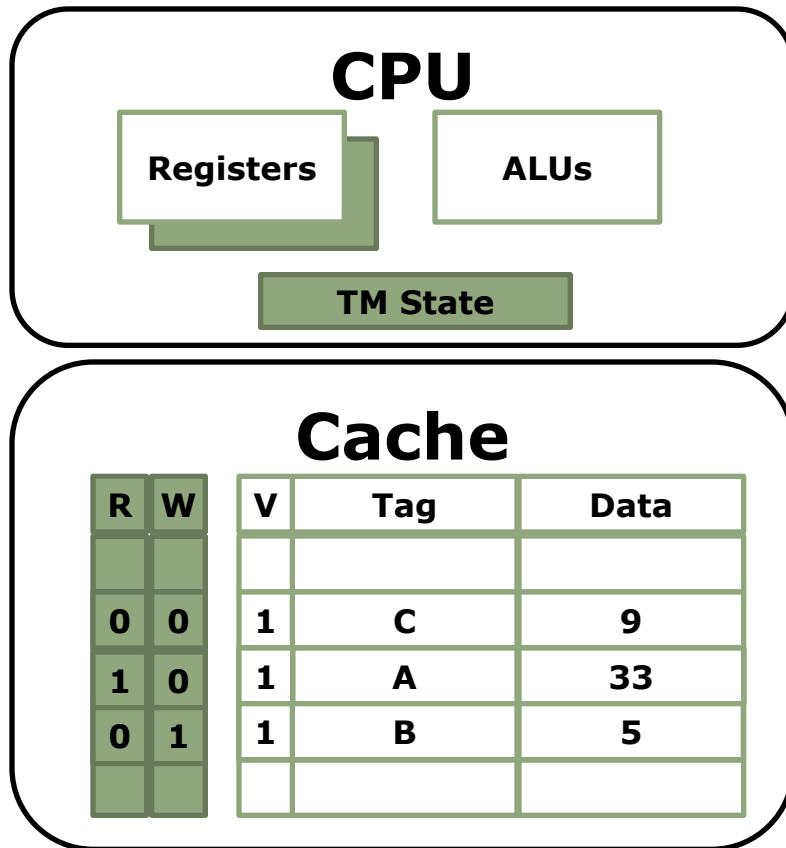 CPU
Registers ALUs
TM State
Cache
R W V Tag Data
0 0 1 C 9
1 0 1 A 33
0 1 1 B 5